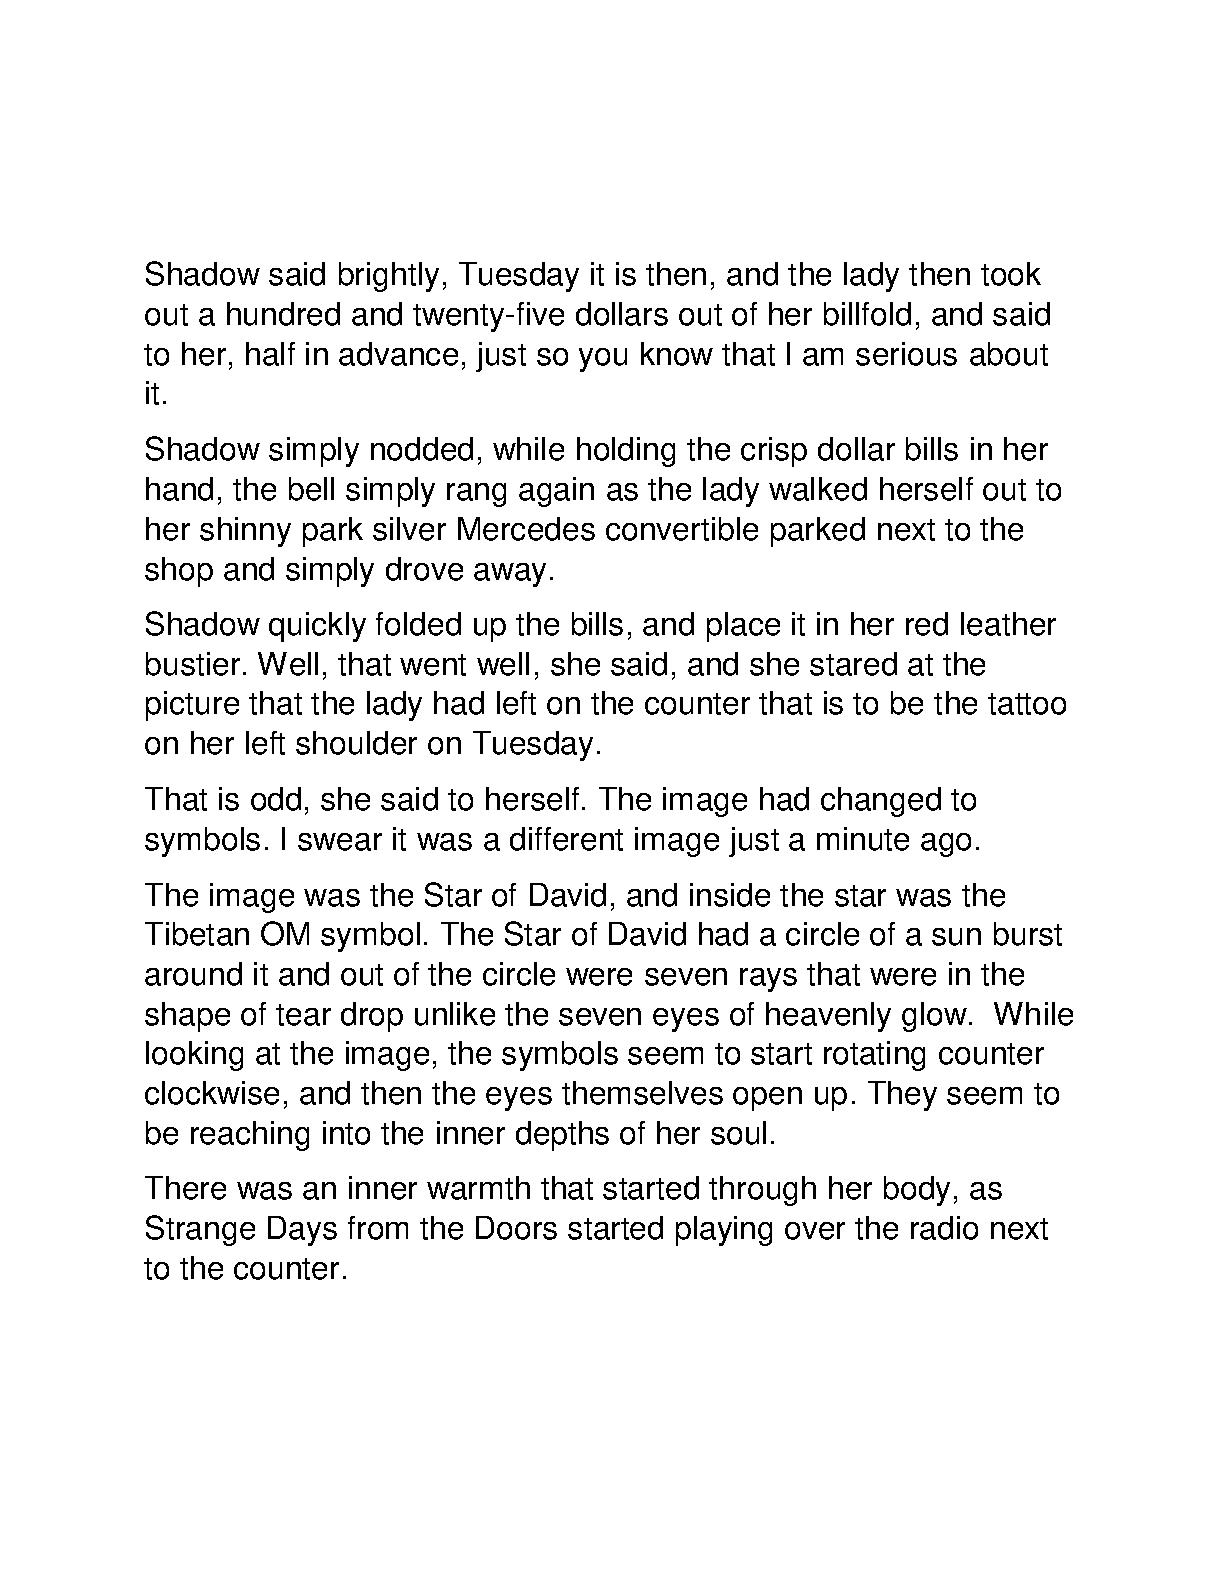 Shadow said brightly, Tuesday it is then, and the lady then took
out a hundred and twenty-five dollars out of her billfold, and said
to her, half in advance, just so you know that I am serious about
it.
Shadow simply nodded, while holding the crisp dollar bills in her
hand, the bell simply rang again as the lady walked herself out to
her shinny park silver Mercedes convertible parked next to the
shop and simply drove away.
Shadow quickly folded up the bills, and place it in her red leather
bustier. Well, that went well, she said, and she stared at the
picture that the lady had left on the counter that is to be the tattoo
on her left shoulder on Tuesday.
That is odd, she said to herself. The image had changed to
symbols. I swear it was a different image just a minute ago.
The image was the Star of David, and inside the star was the
Tibetan OM symbol. The Star of David had a circle of a sun burst
around it and out of the circle were seven rays that were in the
shape of tear drop unlike the seven eyes of heavenly glow.  While
looking at the image, the symbols seem to start rotating counter
clockwise, and then the eyes themselves open up. They seem to
be reaching into the inner depths of her soul.
There was an inner warmth that started through her body, as
Strange Days from the Doors started playing over the radio next
to the counter.